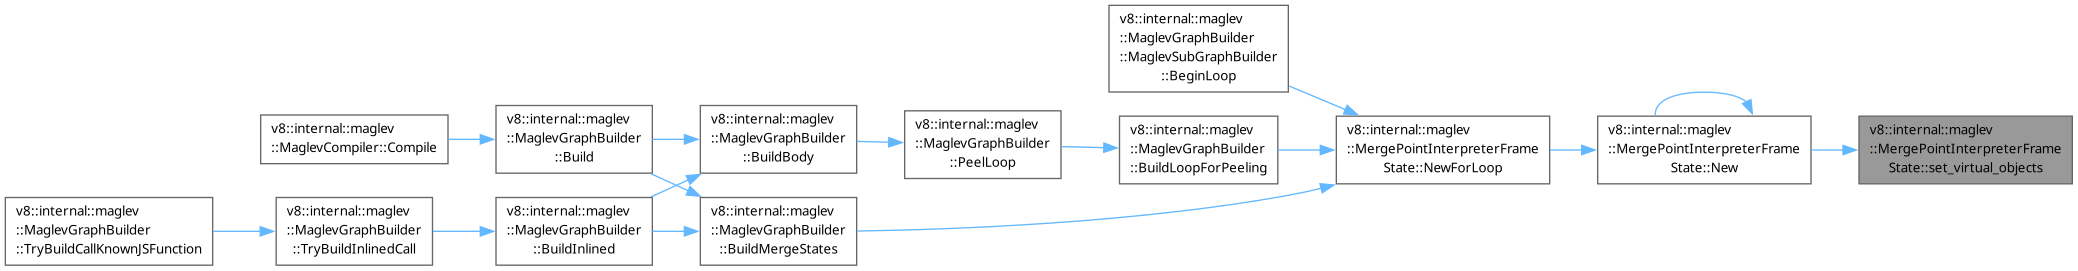 v8::internal::maglev
::MaglevGraphBuilder
::MaglevSubGraphBuilder
::BeginLoop
v8::internal::maglev
::MaglevCompiler::Compile
v8::internal::maglev
::MaglevGraphBuilder
::Build
v8::internal::maglev
::MaglevGraphBuilder
::BuildBody
v8::internal::maglev
::MaglevGraphBuilder
::PeelLoop
v8::internal::maglev
::MaglevGraphBuilder
::BuildLoopForPeeling
v8::internal::maglev
::MergePointInterpreterFrame
State::NewForLoop
v8::internal::maglev
::MergePointInterpreterFrame
State::New
v8::internal::maglev
::MergePointInterpreterFrame
State::set_virtual_objects
v8::internal::maglev
::MaglevGraphBuilder
::TryBuildCallKnownJSFunction
v8::internal::maglev
::MaglevGraphBuilder
::TryBuildInlinedCall
v8::internal::maglev
::MaglevGraphBuilder
::BuildInlined
v8::internal::maglev
::MaglevGraphBuilder
::BuildMergeStates